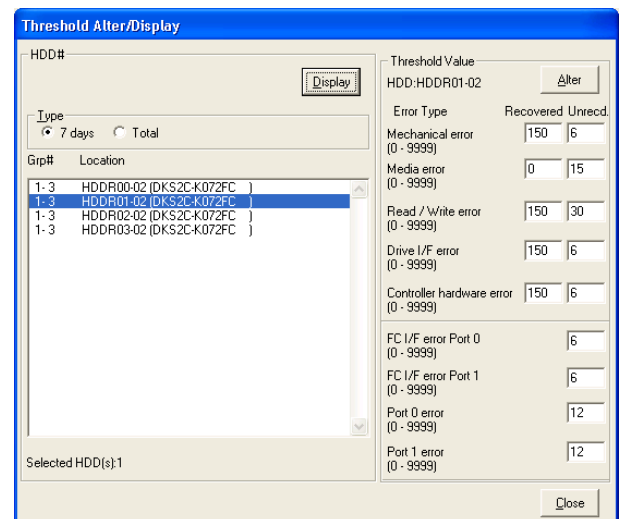 Threshold Alter/Display
HDD#
Display
Type
7 days Total
Grp# Location
1- 3 HDDR00-02 (DKS2C-K072FC )
1- 3 HDDR01-02 (DKS2C-K072FC )
1- 3 HDDR02-02 (DKS2C-K072FC )
1- 3 HDDR03-02 (DKS2C-K072FC )
Selected HDD(s):1
Threshold Value
HDD:HDDR01-02 Alter
Error Type Recovered Unrecd.
Mechanical error 150 6
(0 - 9999)
Media error 0 15
(0 - 9999)
Read / Write error 150 30
(0 - 9999)
Drive I/F error 150 6
(0 - 9999)
Controller hardware error 150 6
(0 - 9999)
FC I/F error Port 0 6
(0 - 9999)
FC I/F error Port 1 6
(0 - 9999)
Port 0 error 12
(0 - 9999)
Port 1 error 12
(0 - 9999)
Close